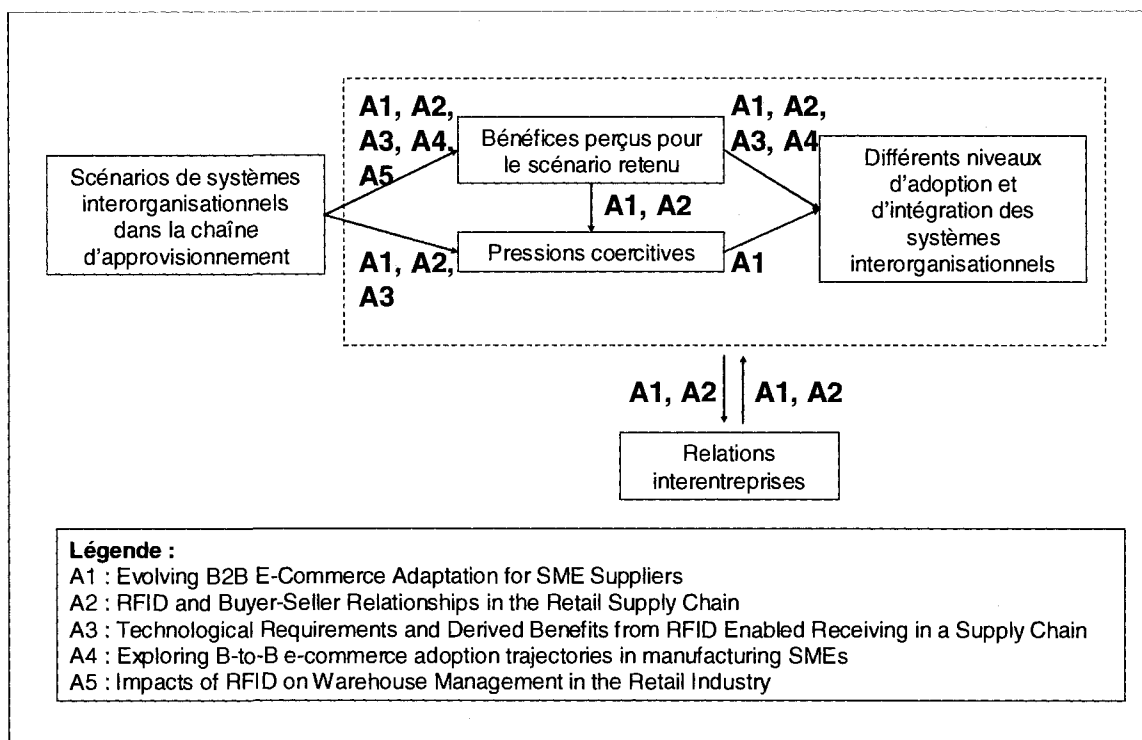 A1, A2,
A3, A4,
A5
Bénéfices perçus pour
le scénario retenu
A1, A2,
A3, A4
Scénarios de systèmes
interorganisationnels
dans la chaîne
d'approvisionnement
Différents niveaux
d'adoption et
d'intégration des
systèmes
interorganisationnels
A1, A2
Pressions coercitives
A1, A2,
A3
A1
A1, A2
A1, A2
Relations
interentreprises
Légende :
A1 : Evolving B2B E-Commerce Adaptation for SME Suppliers
A2 : RFID and Buyer-Seller Relationships in the Retail Supply Chain
A3 : Technological Requirements and Derived Benefits from RFID Enabled Receiving in a Supply Chain
A4 : Exploring B-to-B e-commerce adoption trajectories in manufacturing SMEs
A5 : Impacts of RFID on Warehouse Management in the Retail Industry